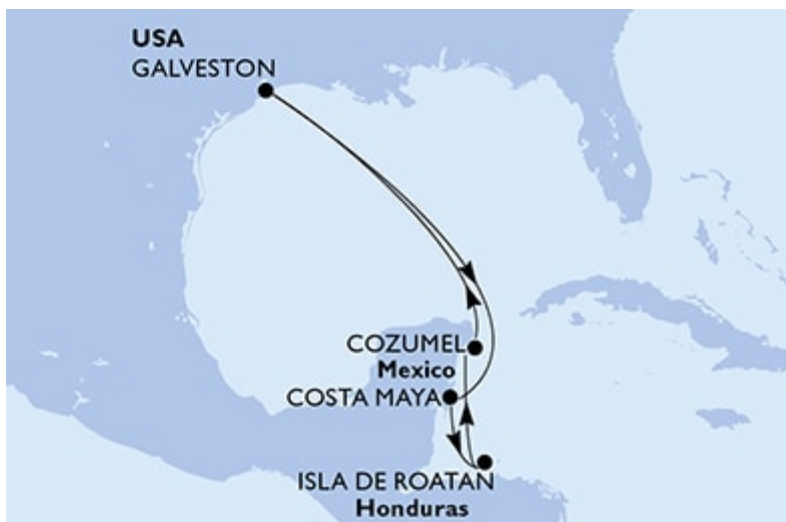 USA
GALVESTON
COZUMEL
Mexico
COSTA MAYA
ISLA DE ROATAN
Honduras